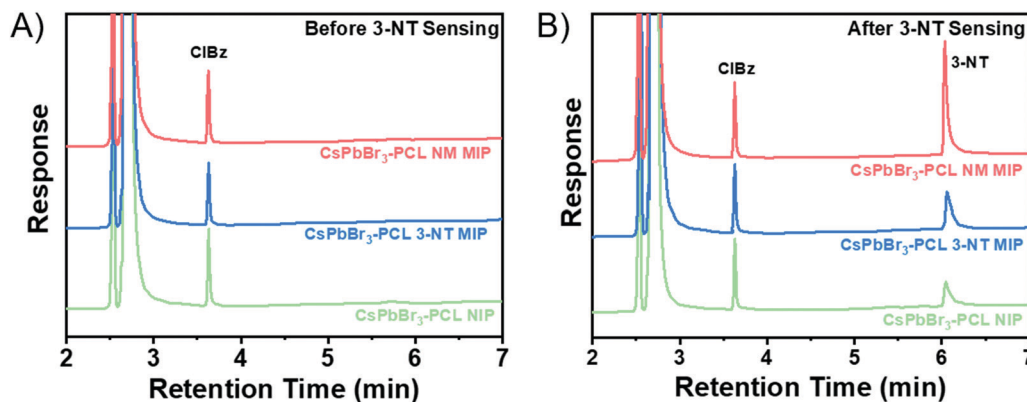 A)
Before 3-NT Sensing
ClBz
CsPbBr₃-PCL NM MIP
CsPbBr₃-PCL 3-NT MIP
CsPbBr₃-PCL NIP
Response
2 3 4 5 6 7
Retention Time (min)
B)
After 3-NT Sensing
ClBz
3-NT
CsPbBr₃-PCL NM MIP
CsPbBr₃-PCL 3-NT MIP
CsPbBr₃-PCL NIP
Response
2 3 4 5 6 7
Retention Time (min)